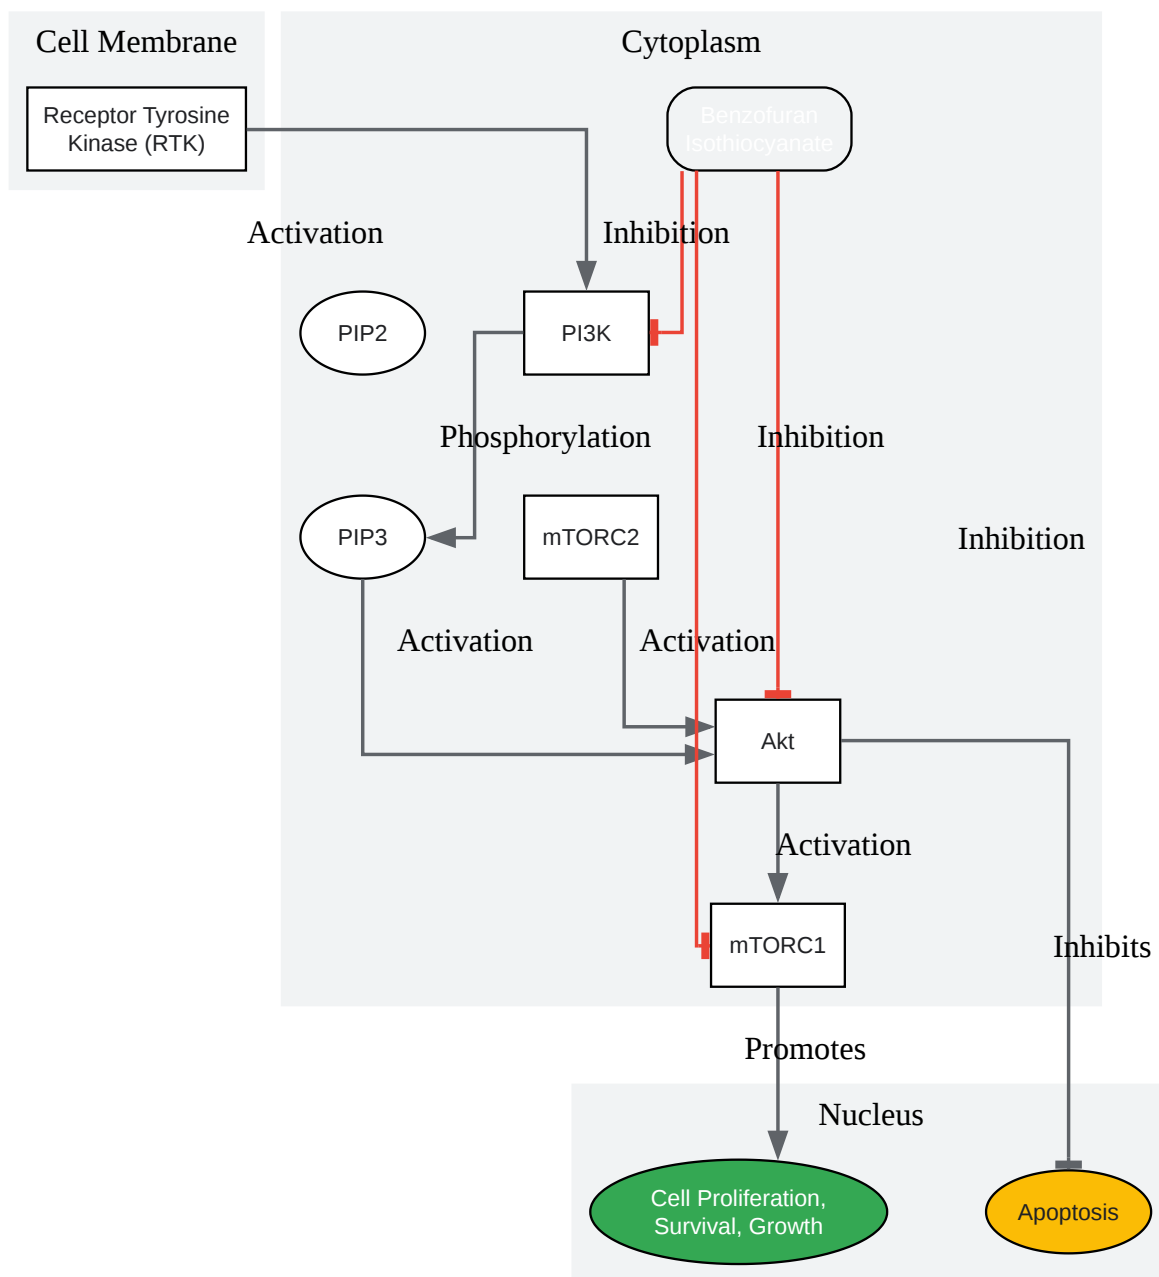 Cell Membrane
Cytoplasm
Receptor Tyrosine
Kinase (RTK)
Benzofuran
Isothiocyanate
Activation
Inhibition
PIP2
PI3K
Phosphorylation
Inhibition
PIP3
mTORC2
Inhibition
Activation
Activation
Akt
Activation
mTORC1
Inhibits
Promotes
Nucleus
Cell Proliferation,
Survival, Growth
Apoptosis